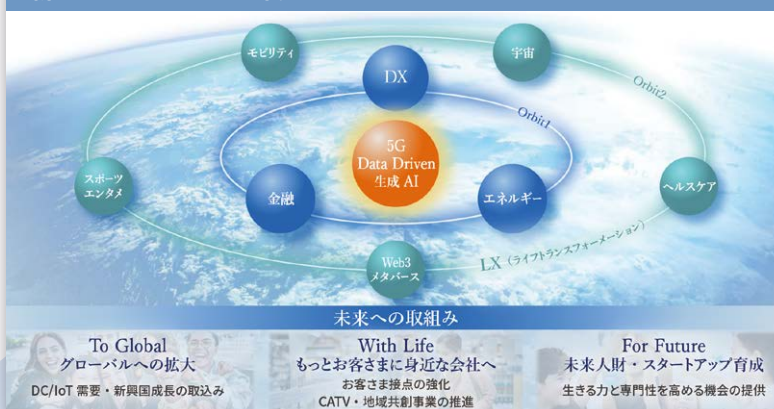 モビリティ
宇宙
DX
Orbit2
Orbit1
5G
Data Driven
生成 AI
スポーツ
エンタメ
金融
エネルギー
ヘルスケア
Web3
メタバース
LX（ライフトランスフォーメーション）
未来への取組み
To Global
グローバルへの拡大
DC/IoT 需要・新興国成長の取込み
With Life
もっとお客さまに身近な会社へ
お客さま接点の強化
CATV・地域共創事業の推進
For Future
未来人財・スタートアップ育成
生きる力と専門性を高める機会の提供